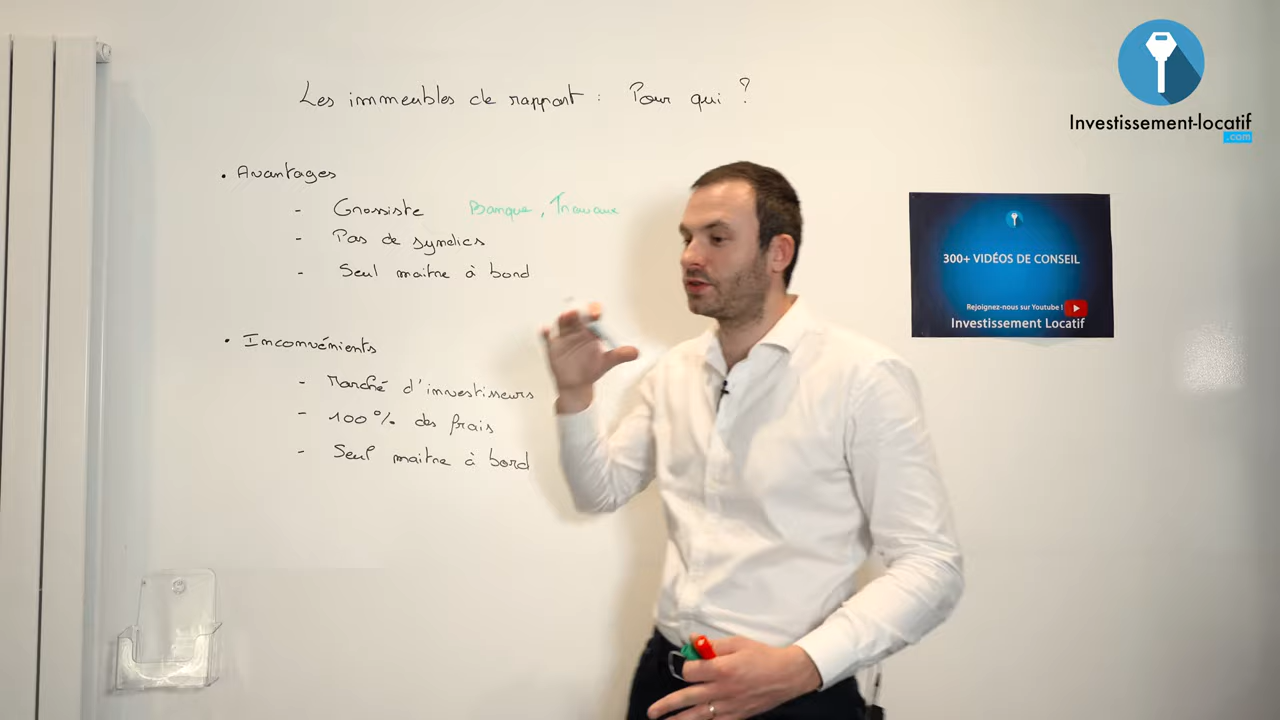 Les immeubles de rapport : Pour qui ?
• Avantages
- Grossiste Banque, Travaux
- Pas de syndics
- Seul maitre à bord
• Inconvénients
- Marché d'investisseurs
- 100% des frais
- Seul maitre à bord
Investissement-locatif
.com
300+ VIDÉOS DE CONSEIL
Rejoignez-nous sur Youtube !
Investissement Locatif